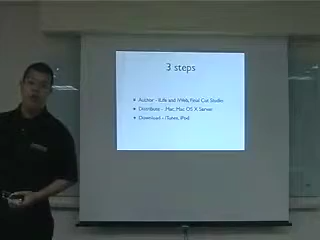 3 steps
• Author - iLife and iWeb, Final Cut Studio
• Distribute - .Mac, Mac OS X Server
• Download - iTunes, iPod